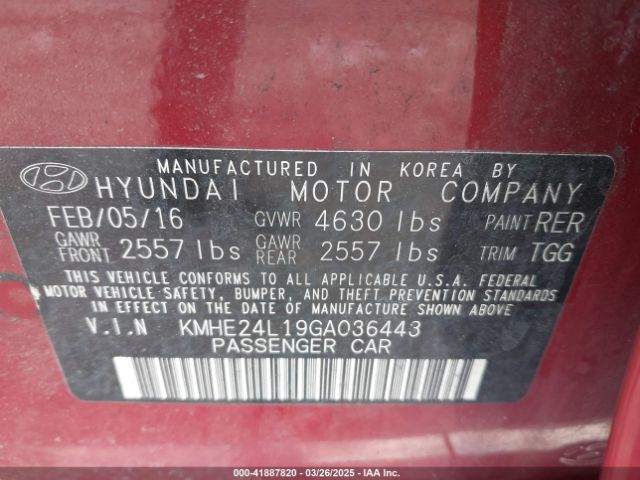 MANUFACTURED IN KOREA BY
HYUNDAI MOTOR COMPANY
FEB/05/16 GVWR 4630 lbs PAINT RER
GAWR FRONT 2557 lbs GAWR REAR 2557 lbs TRIM TGG
THIS VEHICLE CONFORMS TO ALL APPLICABLE U.S.A. FEDERAL
MOTOR VEHICLE SAFETY, BUMPER, AND THEFT PREVENTION STANDARDS
IN EFFECT ON THE DATE OF MANUFACTURE SHOWN ABOVE
V.I.N KMHE24L19GA036443
PASSENGER CAR
000-41887820 | 03/26/2025 | IAA Inc.